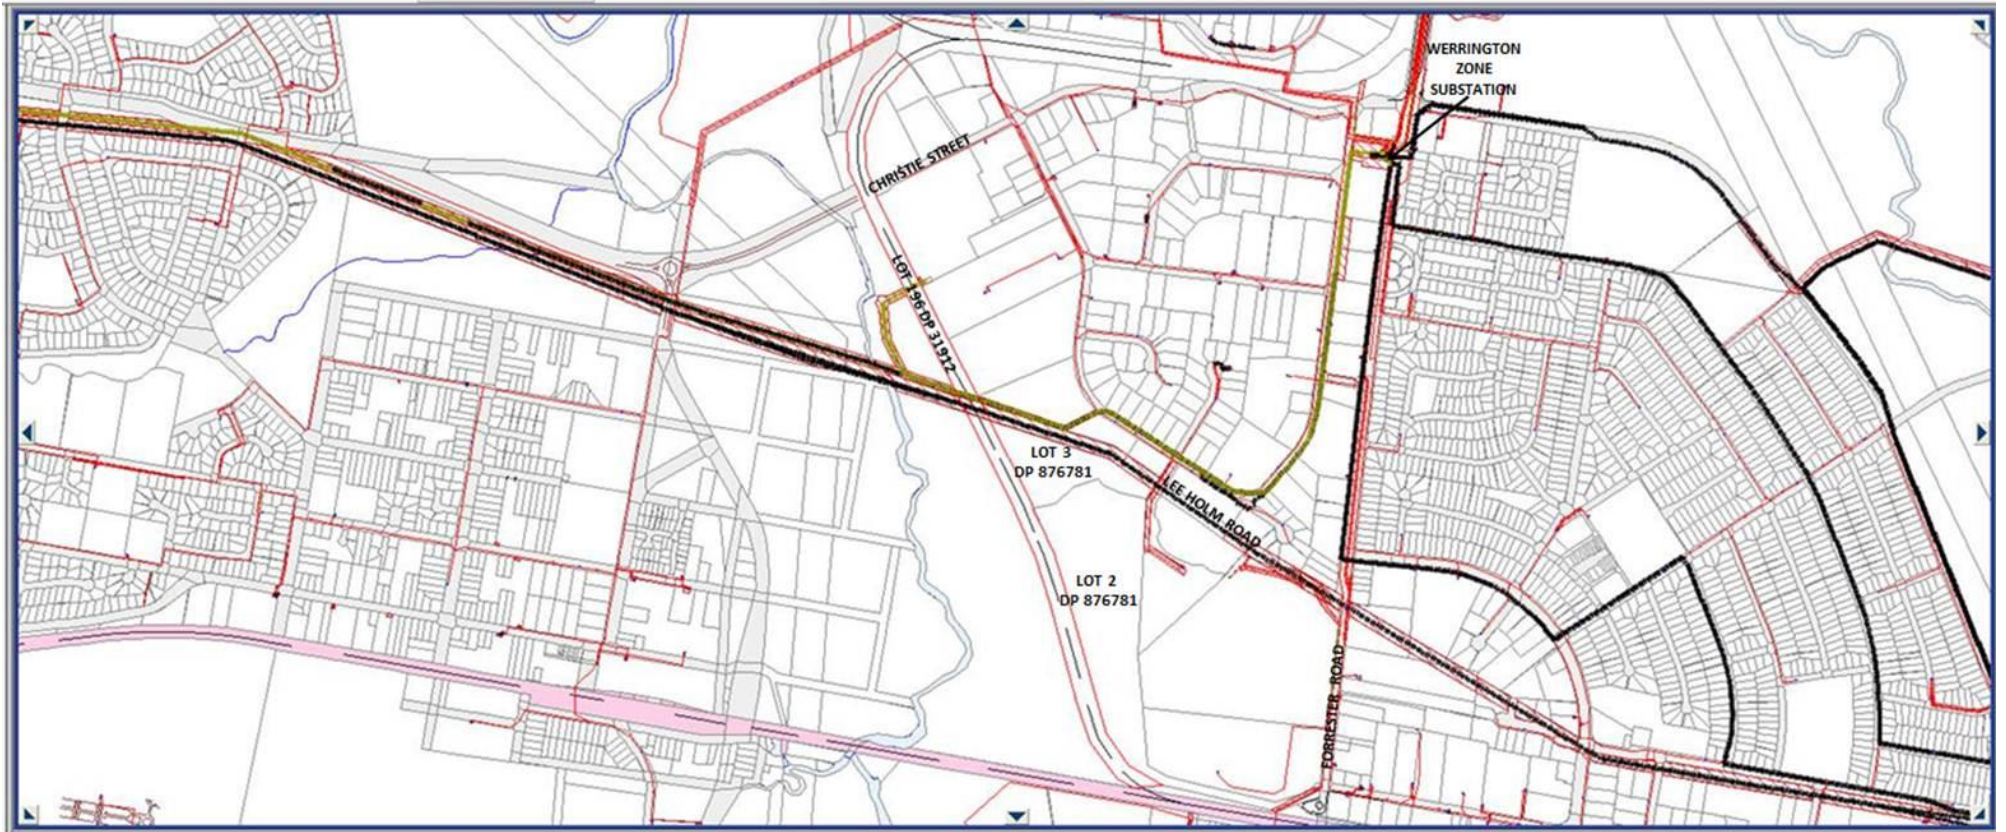 WERRINGTON
ZONE
SUBSTATION
CHRISTIE STREET
LOT 196 DP 31912
LOT 3
DP 876781
LEE HOLM ROAD
LOT 2
DP 876781
FORRESTER ROAD